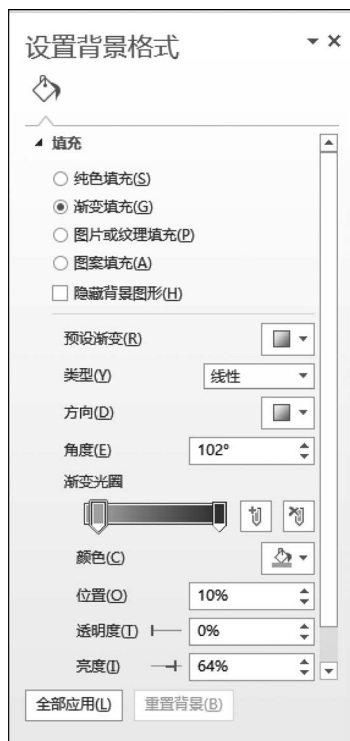 设置背景格式
填充
纯色填充(S)
渐变填充(G)
图片或纹理填充(P)
图案填充(A)
隐藏背景图形(H)
预设渐变(R)
类型(Y) 线性
方向(D)
角度(E) 102°
渐变光圈
颜色(C)
位置(O) 10%
透明度(T) 0%
亮度(I) 64%
全部应用(L) 重置背景(B)